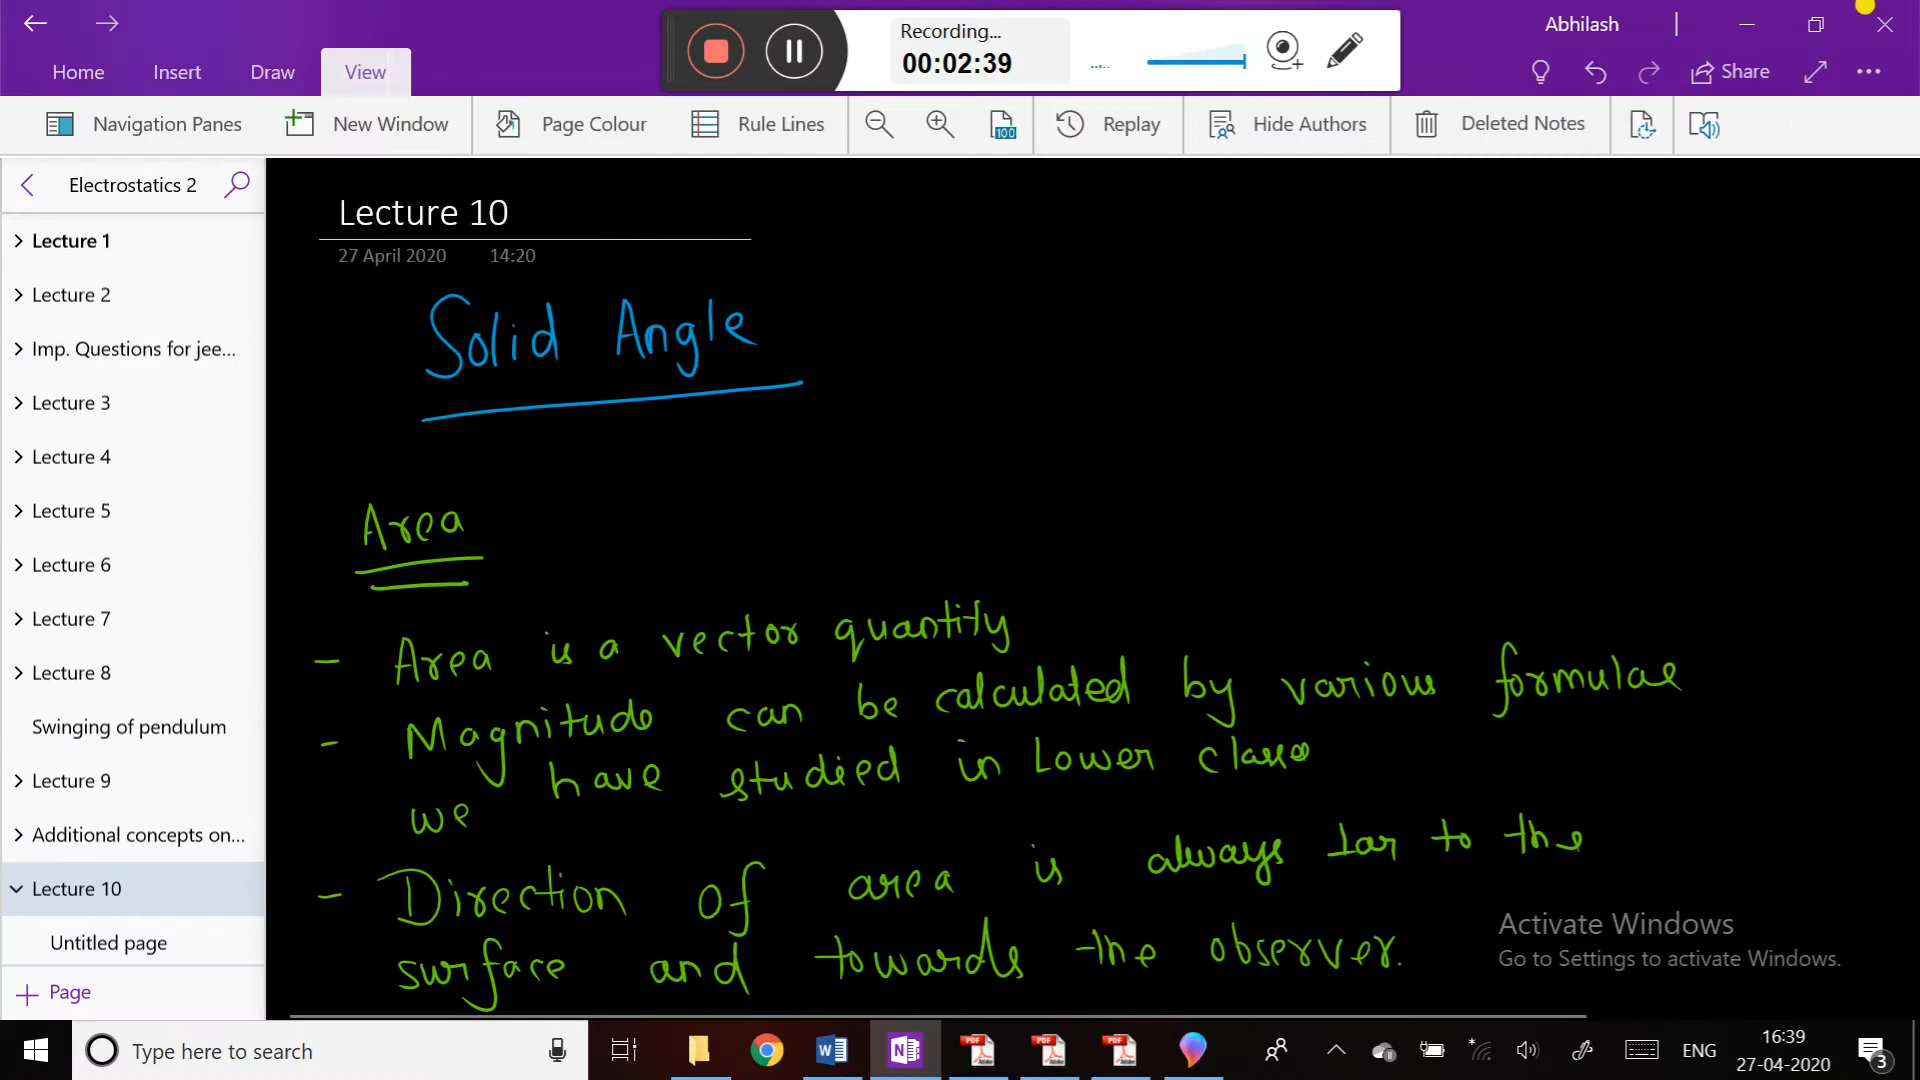 Abhilash
Recording...
00:02:39
Home Insert Draw View
Share
Navigation Panes New Window Page Colour Rule Lines 100 Replay Hide Authors Deleted Notes
Electrostatics 2
Lecture 1
Lecture 2
Imp. Questions for jee...
Lecture 3
Lecture 4
Lecture 5
Lecture 6
Lecture 7
Lecture 8
Swinging of pendulum
Lecture 9
Additional concepts on...
Lecture 10
Untitled page
Page
Lecture 10
27 April 2020 14:20
Solid Angle
Area
- Area is a vector quantity
- Magnitude can be calculated by various formulae
we have studied in Lower classes
- Direction of area is always ⊥ar to the
surface and towards the observer.
Activate Windows
Go to Settings to activate Windows.
Type here to search
ENG
16:39
27-04-2020
3